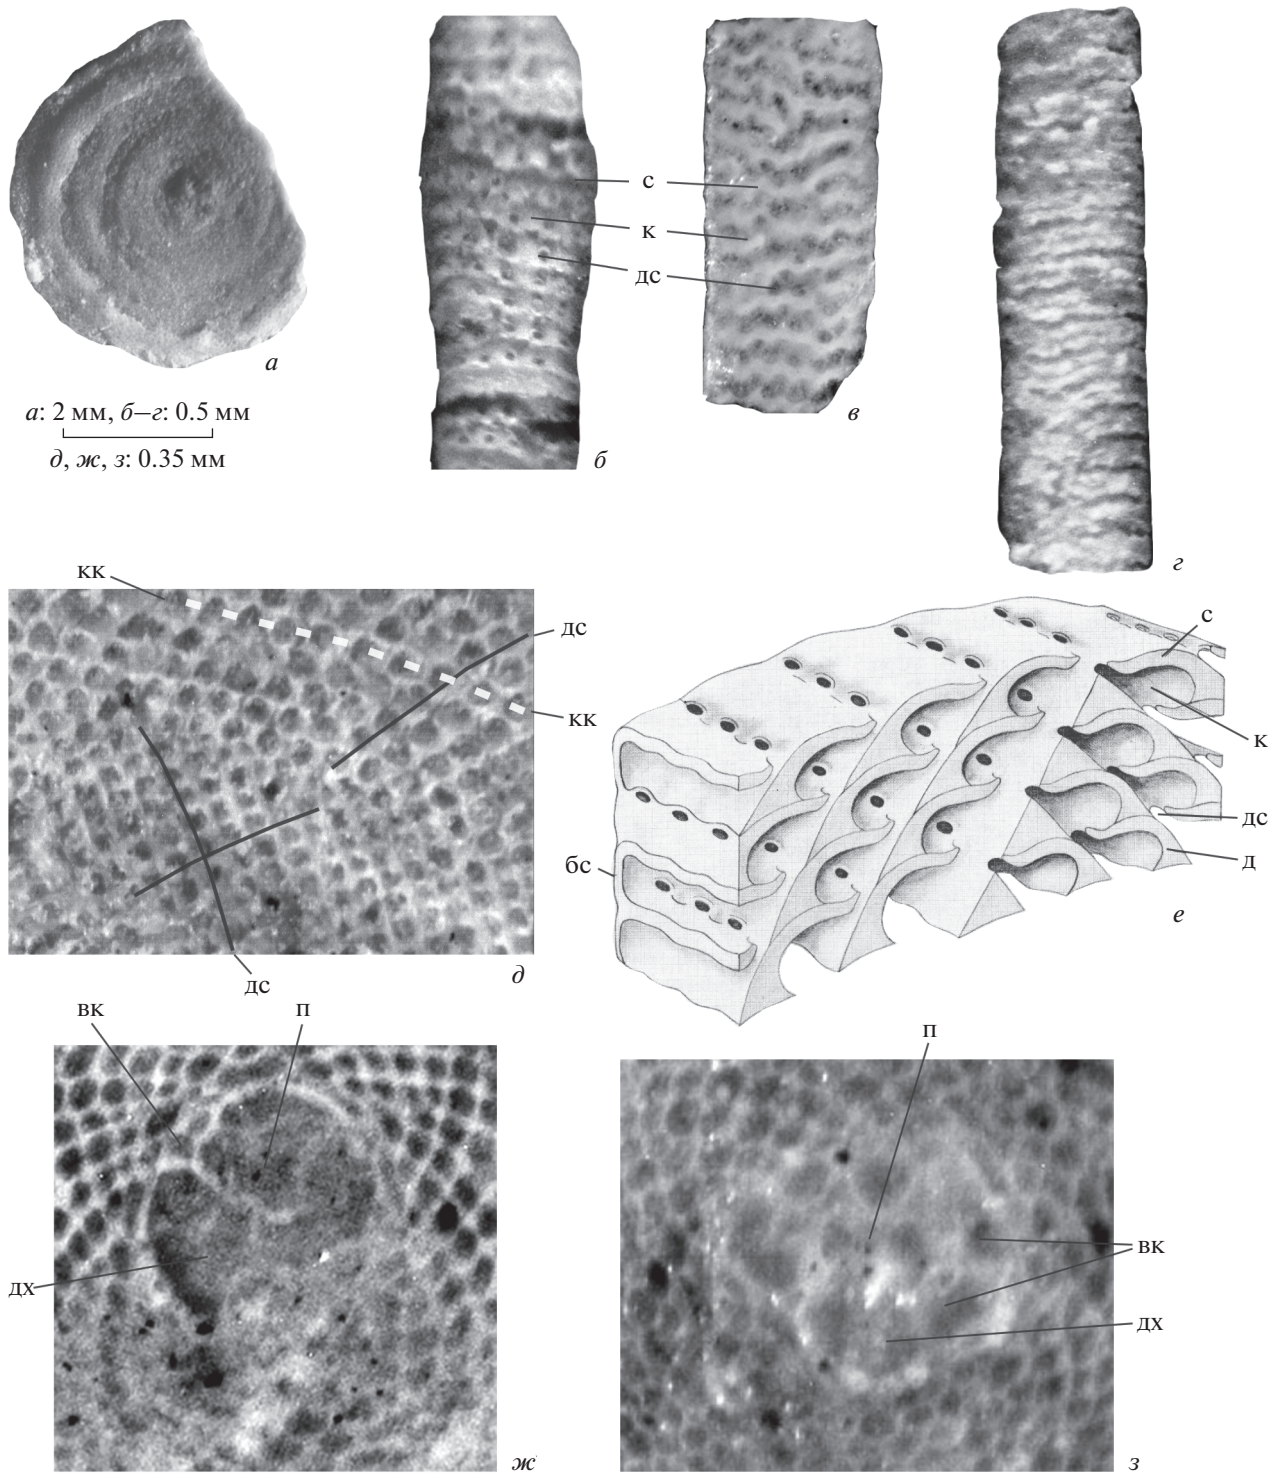 а
б
в
г
с
к
дс
а: 2 мм, б–г: 0.5 мм
д, ж, з: 0.35 мм
кк
дс
кк
дс
д
с
к
дс
д
бс
е
вк
п
дх
ж
п
вк
дх
з